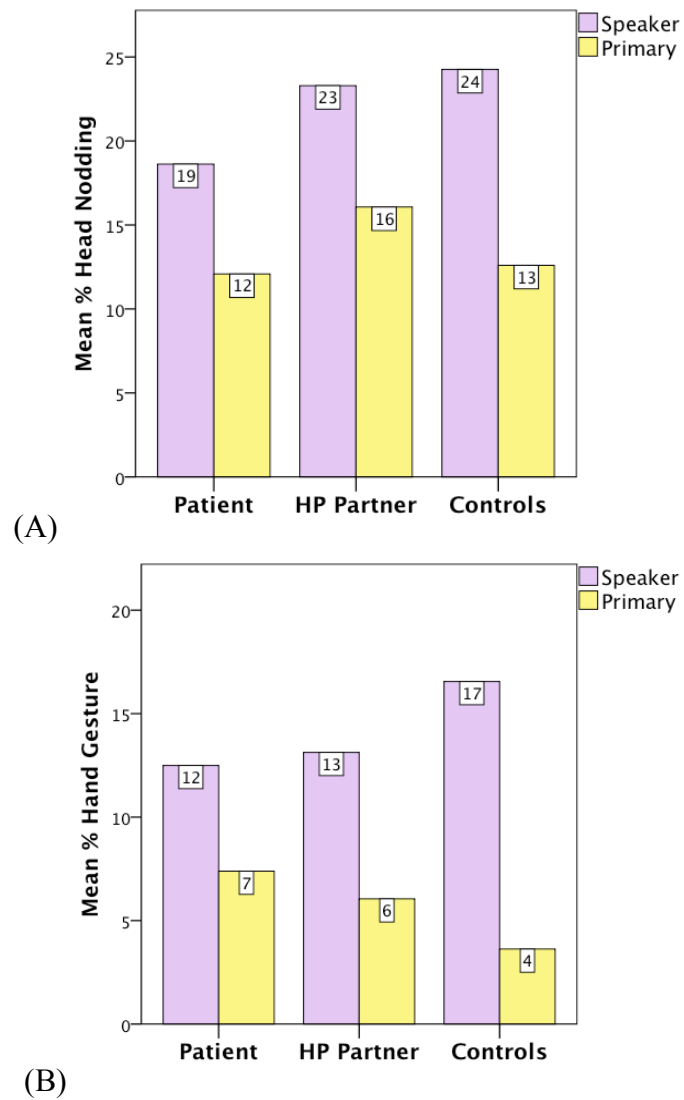 Speaker
Primary
Mean % Head Nodding
25
20
15
10
5
0
19
12
23
16
24
13
Patient
HP Partner
Controls
(A)
Speaker
Primary
Mean % Hand Gesture
20
15
10
5
0
12
7
13
6
17
4
Patient
HP Partner
Controls
(B)